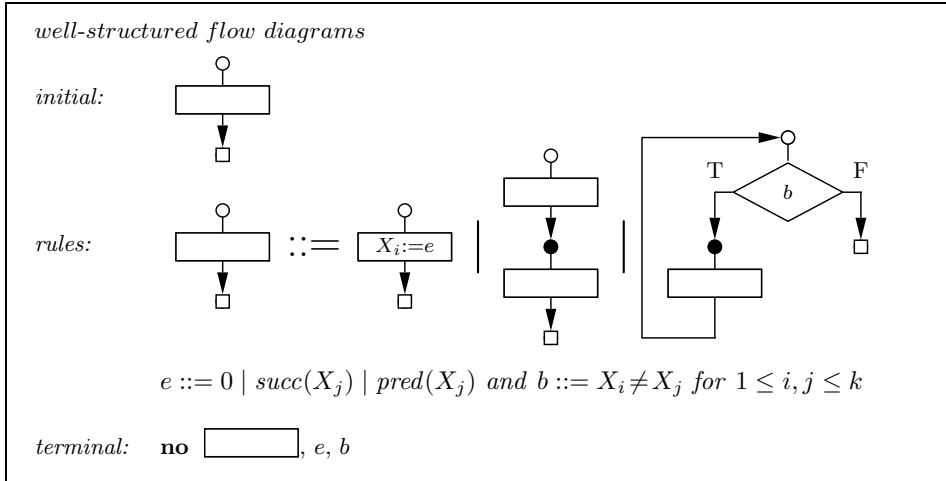 well-structured flow diagrams
initial:
T F
b
rules: ::= X_i:=e | |
e ::= 0 | succ(X_j) | pred(X_j) and b ::= X_i≠X_j for 1 ≤ i, j ≤ k
terminal: no , e, b